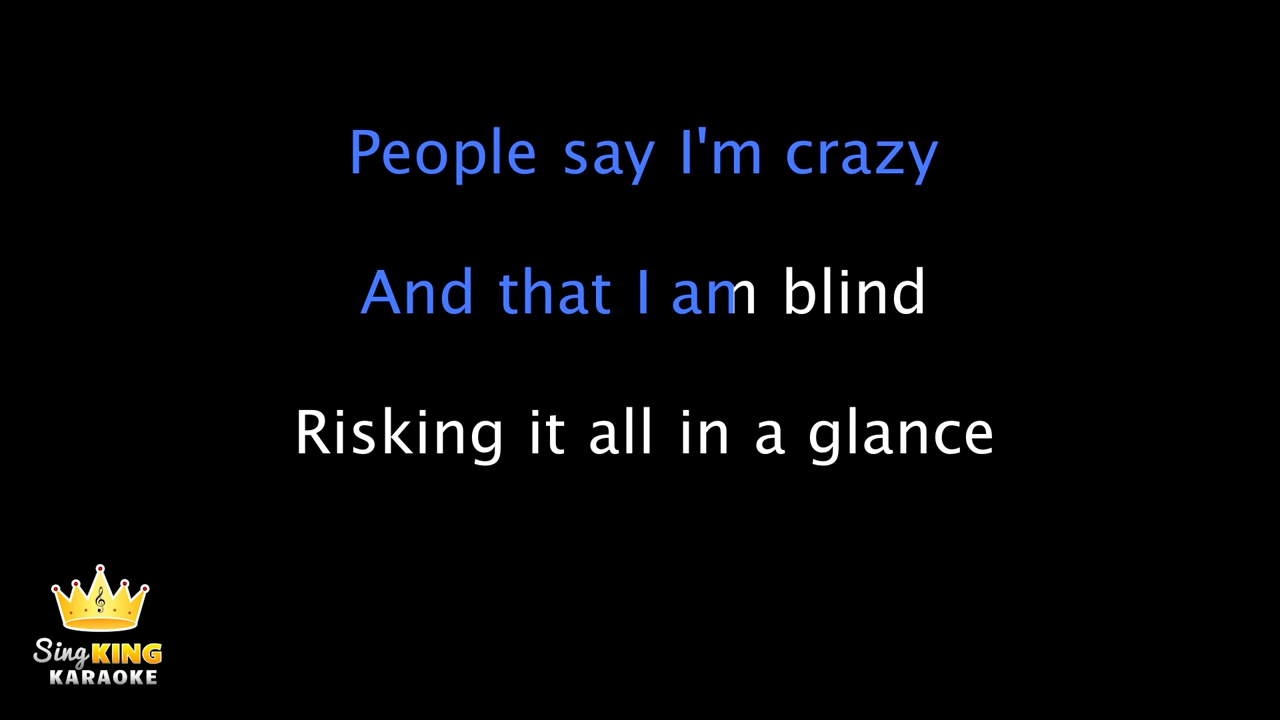 People say I'm crazy
And that I am blind
Risking it all in a glance
Sing KING
KARAOKE